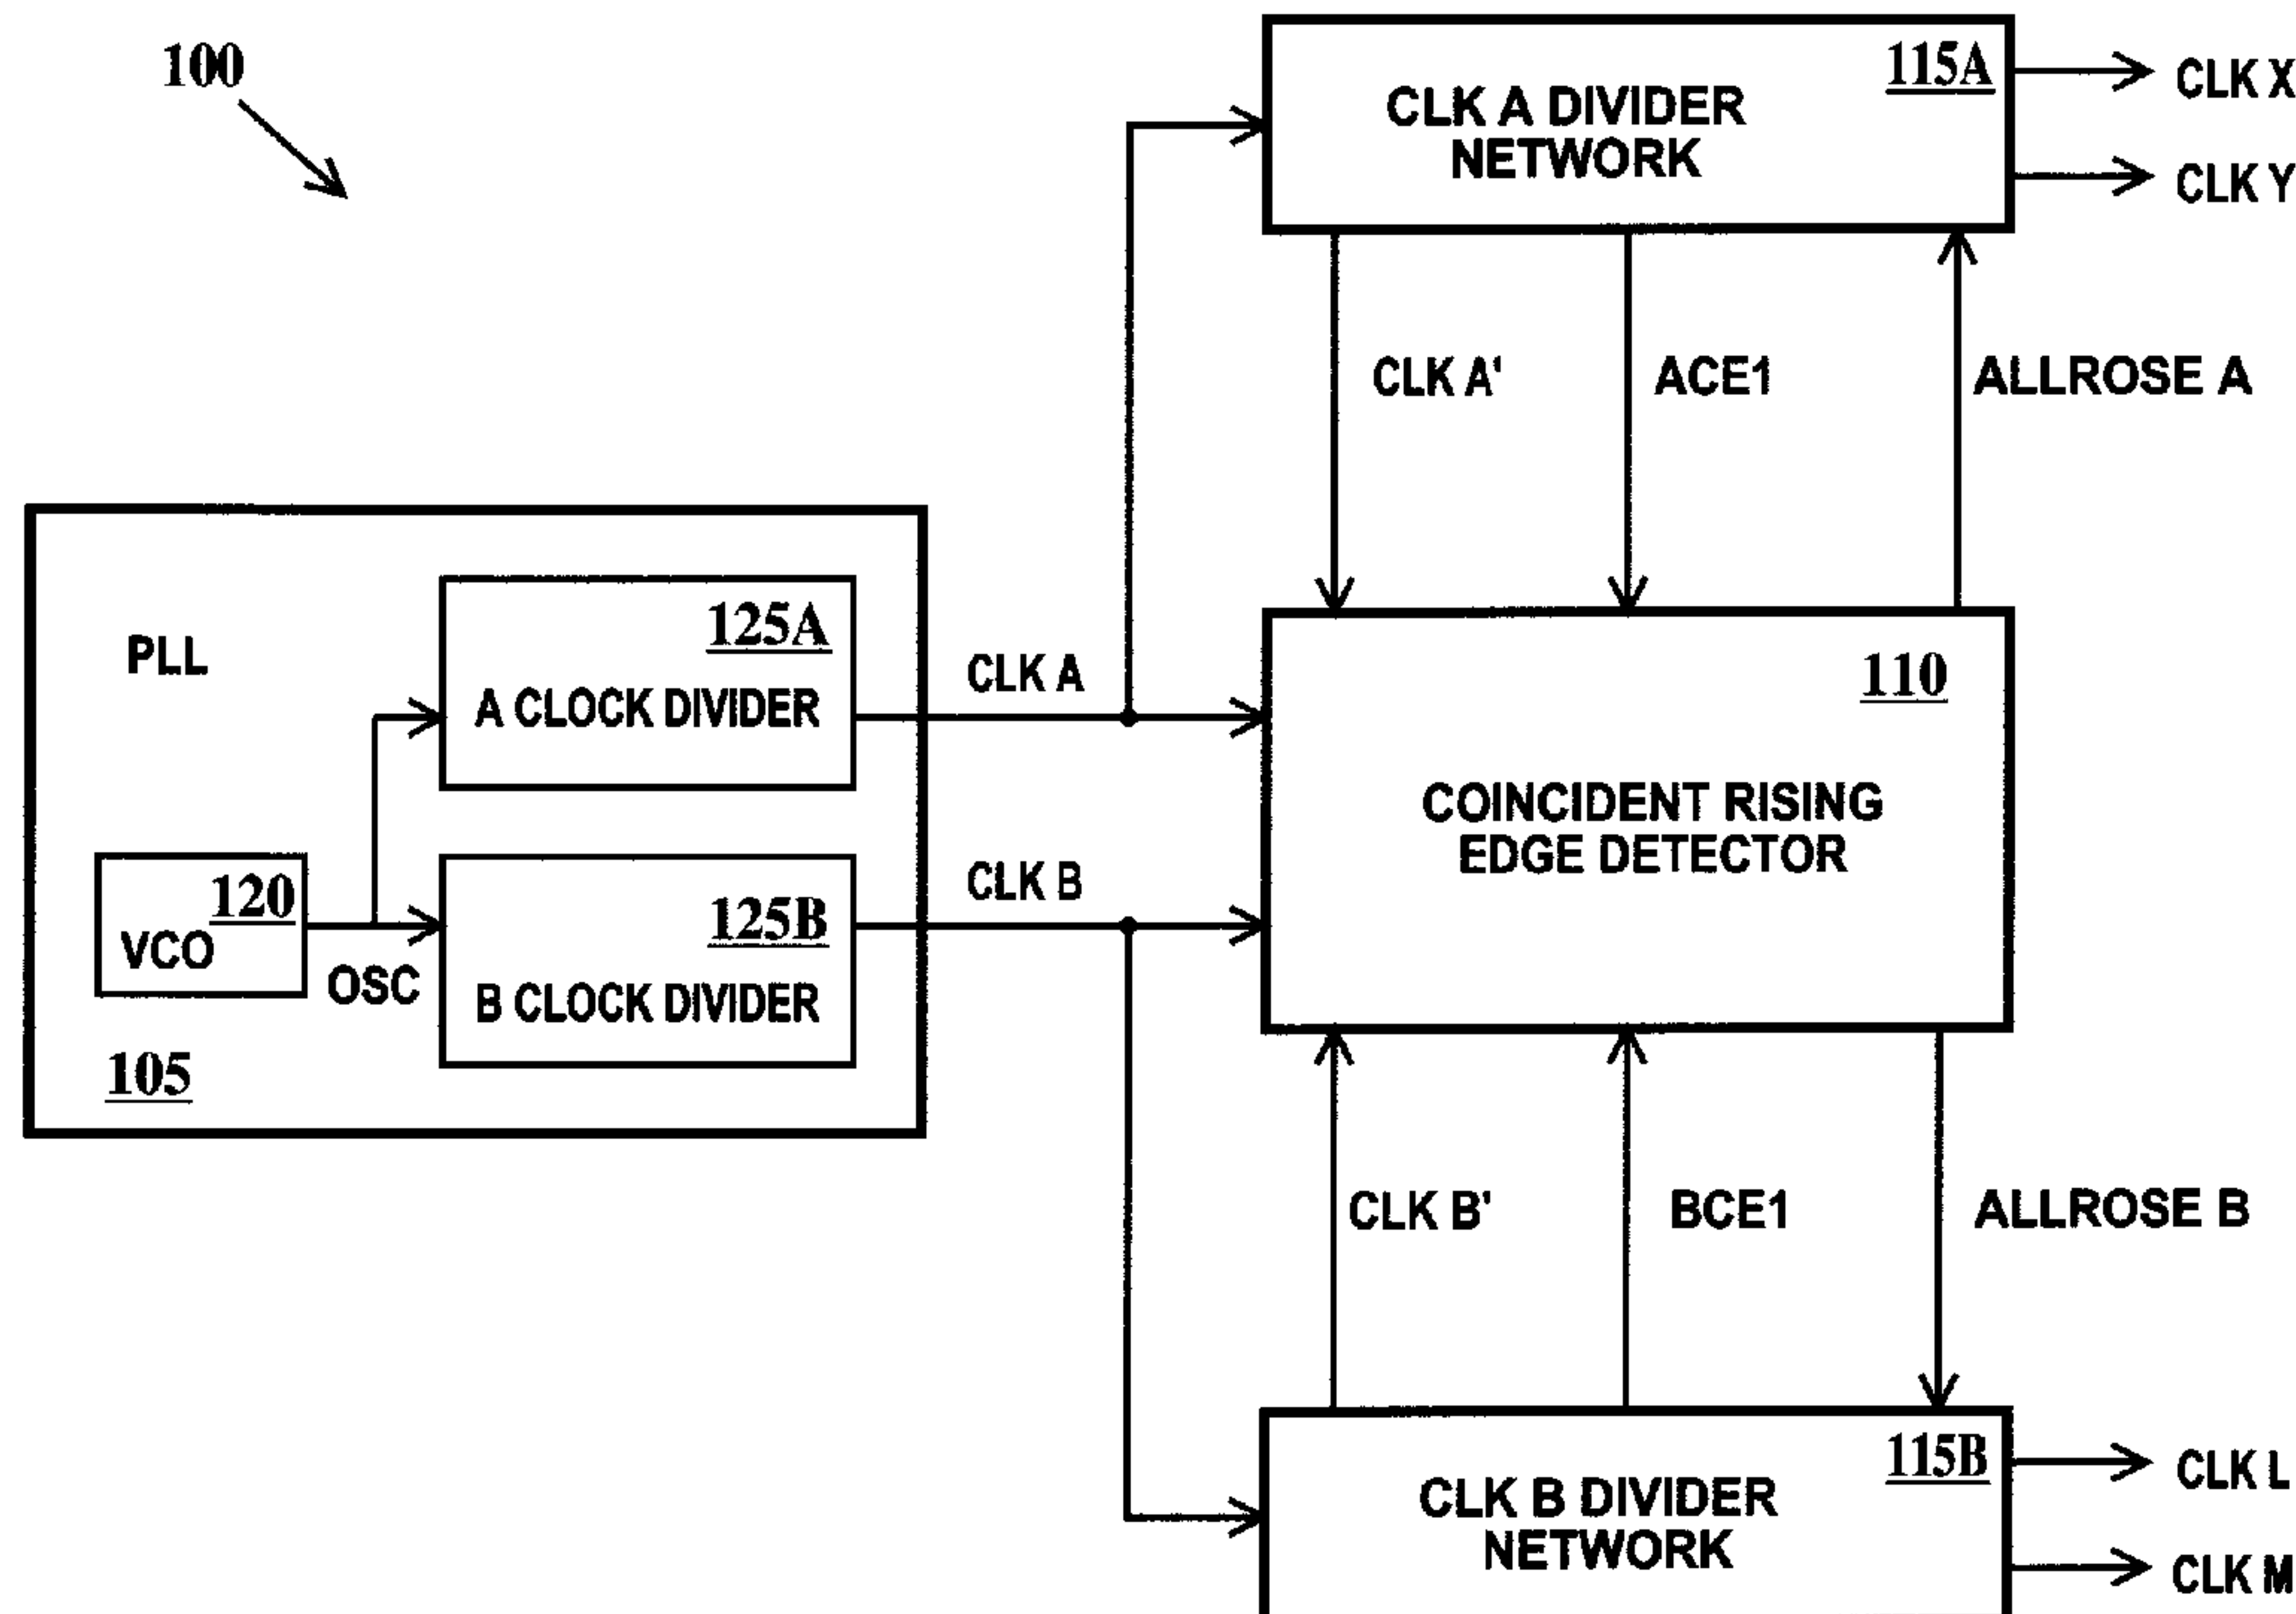 100
115A
CLK A DIVIDER
NETWORK
CLK X
CLK Y
CLK A'
ACE1
ALLROSE A
PLL
125A
A CLOCK DIVIDER
CLK A
110
COINCIDENT RISING
EDGE DETECTOR
120
VCO
OSC
125B
B CLOCK DIVIDER
CLK B
105
CLK B'
BCE1
ALLROSE B
115B
CLK B DIVIDER
NETWORK
CLK L
CLK M